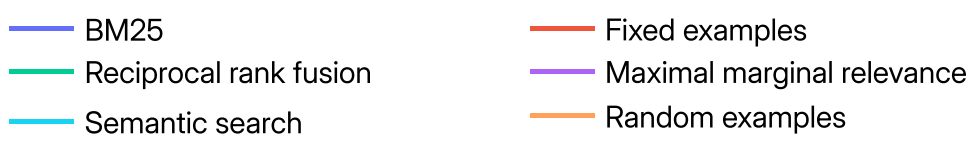 BM25
Fixed examples
Reciprocal rank fusion
Maximal marginal relevance
Semantic search
Random examples